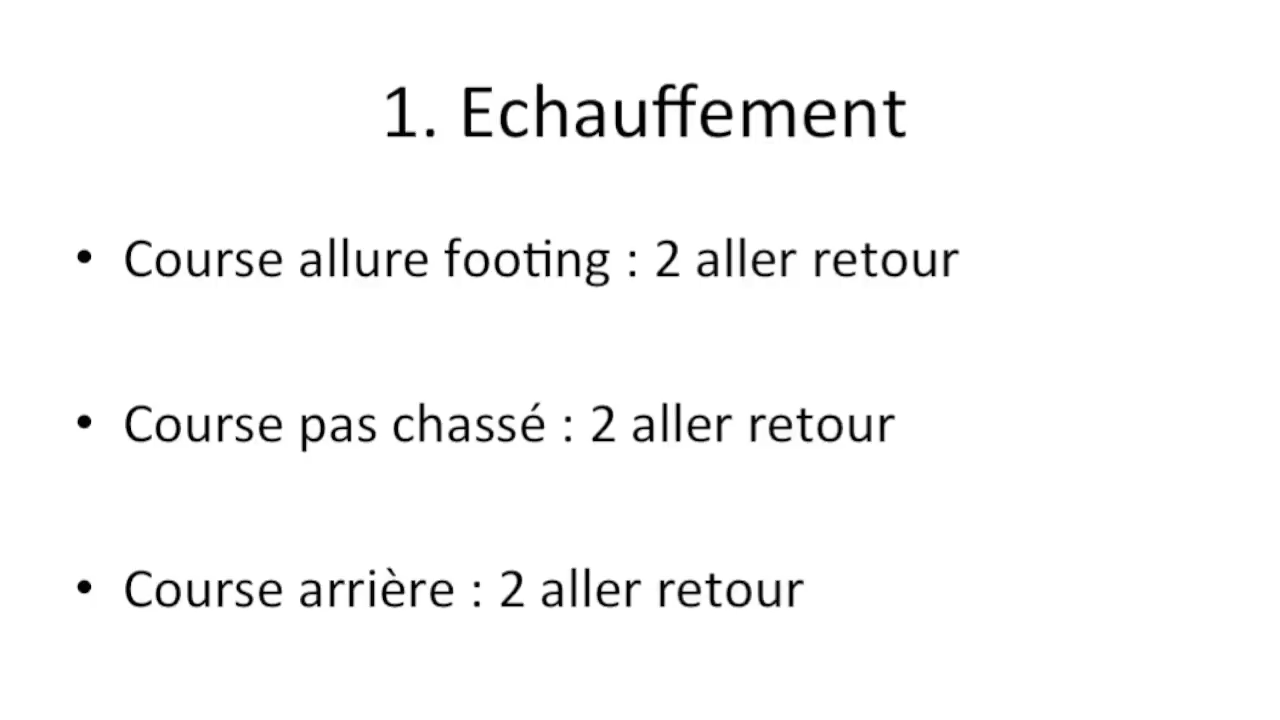 1. Echauffement
• Course allure footing : 2 aller retour
• Course pas chassé : 2 aller retour
• Course arrière : 2 aller retour